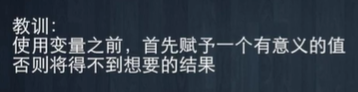 教训:
使用变量之前，首先赋予一个有意义的值
否则将得不到想要的结果